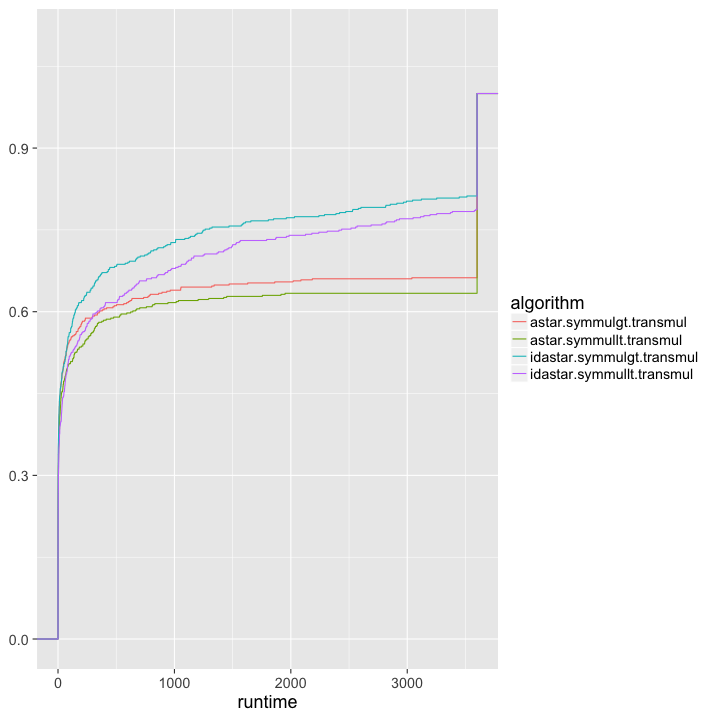 0.9
0.6
0.3
0.0
0 1000 2000 3000
runtime
algorithm
astar.symmulgt.transmul
astar.symmullt.transmul
idastar.symmulgt.transmul
idastar.symmullt.transmul